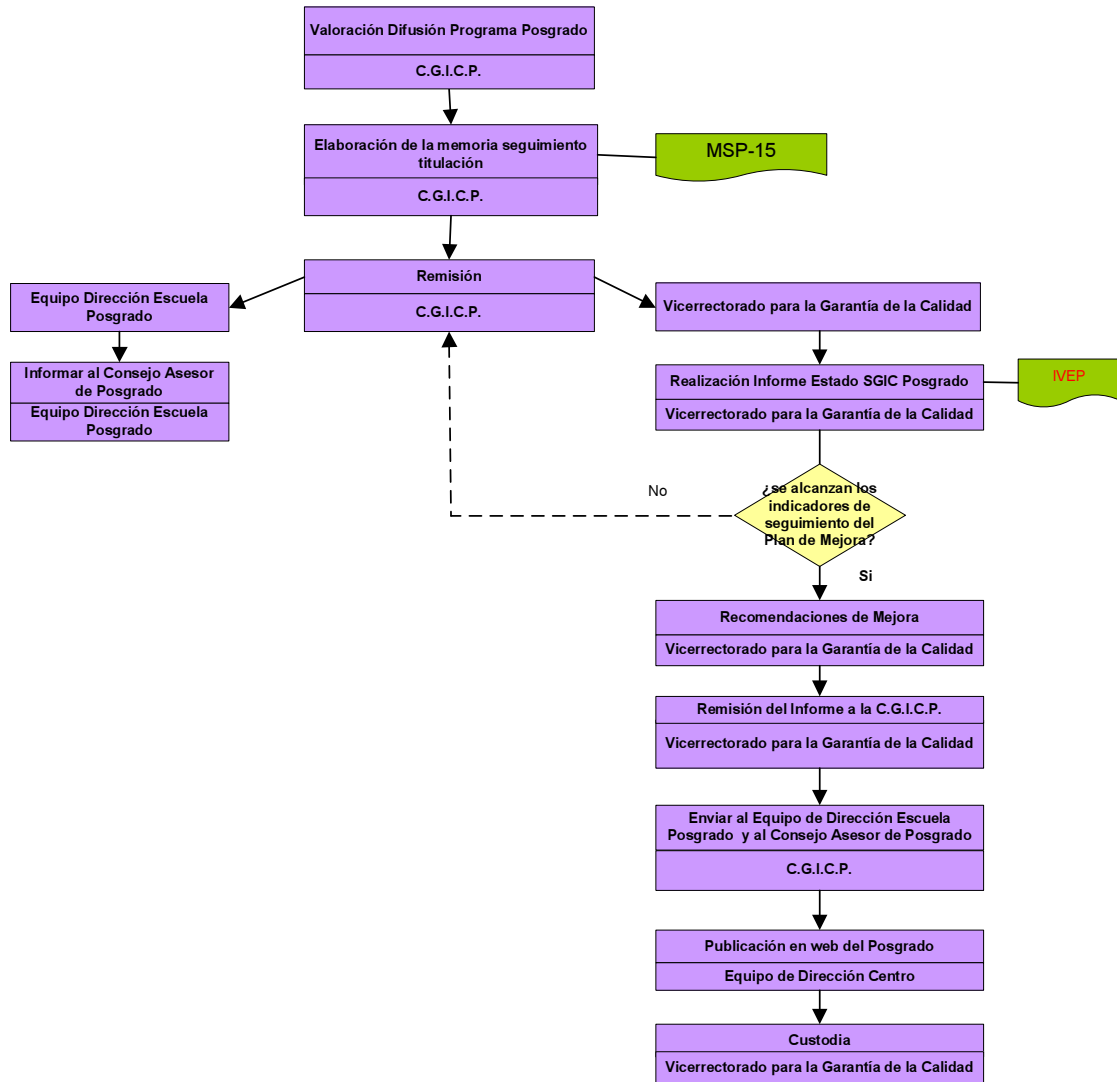 Valoración Difusión Programa Posgrado
C.G.I.C.P.
Elaboración de la memoria seguimiento
titulación
C.G.I.C.P.
MSP-15
Remisión
C.G.I.C.P.
Equipo Dirección Escuela
Posgrado
Informar al Consejo Asesor
de Posgrado
Equipo Dirección Escuela
Posgrado
Vicerrectorado para la Garantía de la Calidad
Realización Informe Estado SGIC Posgrado
Vicerrectorado para la Garantía de la Calidad
IVEP
¿se alcanzan los
indicadores de
seguimiento del
Plan de Mejora?
No
Si
Recomendaciones de Mejora
Vicerrectorado para la Garantía de la Calidad
Remisión del Informe a la C.G.I.C.P.
Vicerrectorado para la Garantía de la Calidad
Enviar al Equipo de Dirección Escuela
Posgrado y al Consejo Asesor de Posgrado
C.G.I.C.P.
Publicación en web del Posgrado
Equipo de Dirección Centro
Custodia
Vicerrectorado para la Garantía de la Calidad